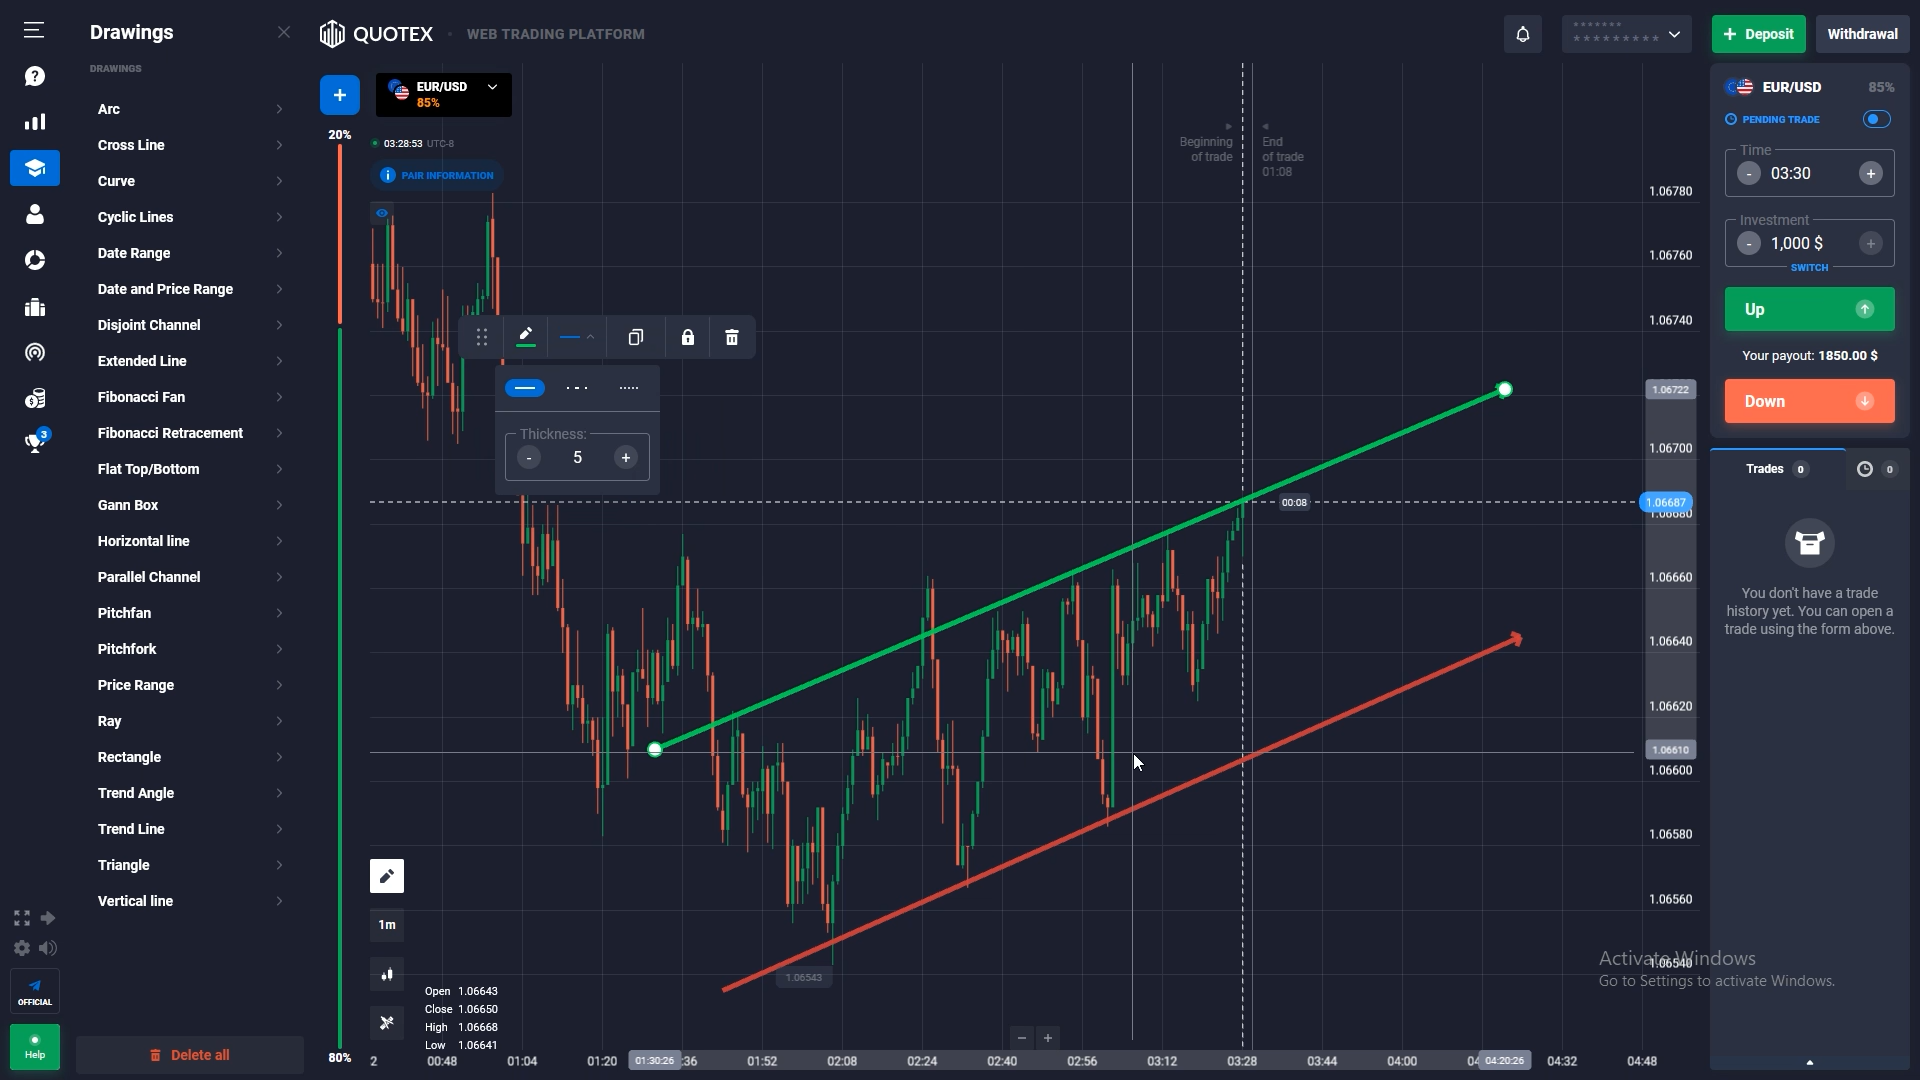 Drawings
DRAWINGS
Arc
Cross Line
Curve
Cyclic Lines
Date Range
Date and Price Range
Disjoint Channel
Extended Line
Fibonacci Fan
Fibonacci Retracement
Flat Top/Bottom
Gann Box
Horizontal line
Parallel Channel
Pitchfan
Pitchfork
Price Range
Ray
Rectangle
Trend Angle
Trend Line
Triangle
Vertical line
Delete all
3
OFFICIAL
Help
QUOTEX
WEB TRADING PLATFORM
+
EUR/USD
85%
20%
80%
03:28:53 UTC-8
PAIR INFORMATION
Thickness:
- 5 +
Beginning
of trade
End
of trade
01:08
00:08
1.06543
1m
Open 1.06643
Close 1.06650
High 1.06668
Low 1.06641
- +
1.06780
1.06760
1.06740
1.06722
1.06700
1.06687
1.06680
1.06660
1.06640
1.06620
1.06610
1.06600
1.06580
1.06560
1.06540
2 00:48 01:04 01:20 01:30:26 :36 01:52 02:08 02:24 02:40 02:56 03:12 03:28 03:44 04:00 04 04:20:26 04:32 04:48
******* 
*********
+ Deposit
Withdrawal
EUR/USD 85%
PENDING TRADE
Time
- 03:30 +
Investment
- 1,000 $ +
SWITCH
Up
Your payout: 1850.00 $
Down
Trades 0
0
You don't have a trade
history yet. You can open a
trade using the form above.
Activate Windows
Go to Settings to activate Windows.